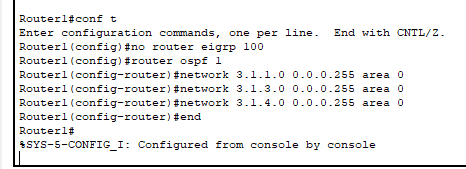 Router1#conf t
Enter configuration commands, one per line.  End with CNTL/Z.
Router1(config)#no router eigrp 100
Router1(config)#router ospf 1
Router1(config-router)#network 3.1.1.0 0.0.0.255 area 0
Router1(config-router)#network 3.1.3.0 0.0.0.255 area 0
Router1(config-router)#network 3.1.4.0 0.0.0.255 area 0
Router1(config-router)#end
Router1#
%SYS-5-CONFIG_I: Configured from console by console